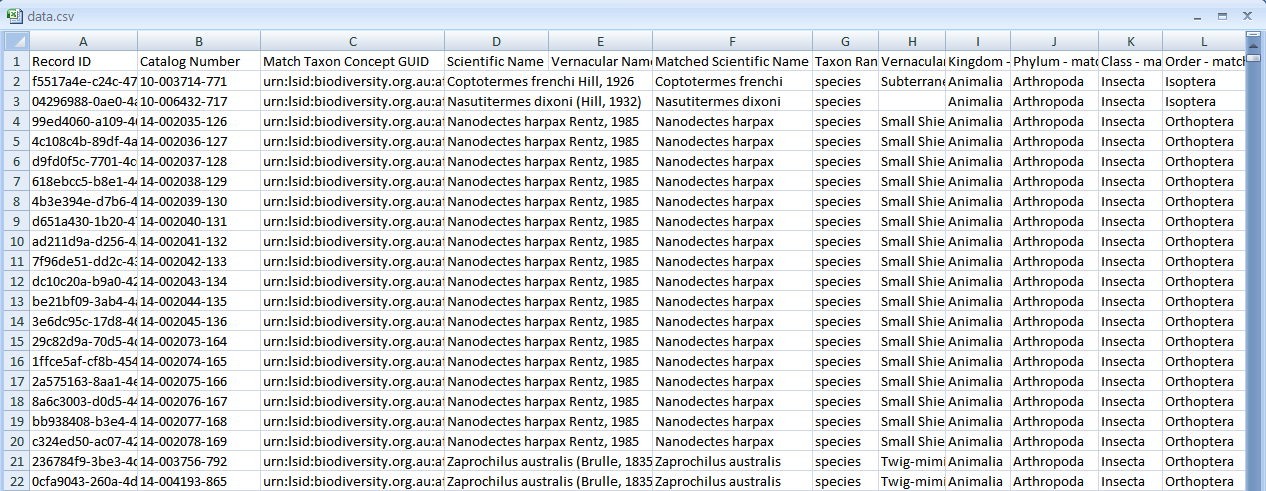 data.csv
A B C D E F G H I J K L
1 Record ID Catalog Number Match Taxon Concept GUID Scientific Name Vernacular Name Matched Scientific Name Taxon Ran Vernacula Kingdom - Phylum - matc Class - ma Order - match
2 f5517a4e-c24c-47 10-003714-771 urn:lsid:biodiversity.org.au:a Coptotermes frenchi Hill, 1926 Coptotermes frenchi species Subterrane Animalia Arthropoda Insecta Isoptera
3 04296988-0ae0-4a 10-006432-717 urn:lsid:biodiversity.org.au:a Nasutitermes dixoni (Hill, 1932) Nasutitermes dixoni species Animalia Arthropoda Insecta Isoptera
4 99ed4060-a109-4 14-002035-126 urn:lsid:biodiversity.org.au:a Nanodectes harpax Rentz, 1985 Nanodectes harpax species Small Shie Animalia Arthropoda Insecta Orthoptera
5 4c108c4b-89df-4a 14-002036-127 urn:lsid:biodiversity.org.au:a Nanodectes harpax Rentz, 1985 Nanodectes harpax species Small Shie Animalia Arthropoda Insecta Orthoptera
6 d9fd0f5c-7701-4c 14-002037-128 urn:lsid:biodiversity.org.au:a Nanodectes harpax Rentz, 1985 Nanodectes harpax species Small Shie Animalia Arthropoda Insecta Orthoptera
7 618ebcc5-b8e1-44 14-002038-129 urn:lsid:biodiversity.org.au:a Nanodectes harpax Rentz, 1985 Nanodectes harpax species Small Shie Animalia Arthropoda Insecta Orthoptera
8 4b3e394e-d7b6-4 14-002039-130 urn:lsid:biodiversity.org.au:a Nanodectes harpax Rentz, 1985 Nanodectes harpax species Small Shie Animalia Arthropoda Insecta Orthoptera
9 d651a430-1b20-47 14-002040-131 urn:lsid:biodiversity.org.au:a Nanodectes harpax Rentz, 1985 Nanodectes harpax species Small Shie Animalia Arthropoda Insecta Orthoptera
10 ad211d9a-d256-4 14-002041-132 urn:lsid:biodiversity.org.au:a Nanodectes harpax Rentz, 1985 Nanodectes harpax species Small Shie Animalia Arthropoda Insecta Orthoptera
11 7f96de51-dd2c-43 14-002042-133 urn:lsid:biodiversity.org.au:a Nanodectes harpax Rentz, 1985 Nanodectes harpax species Small Shie Animalia Arthropoda Insecta Orthoptera
12 dc10c20a-b9a0-42 14-002043-134 urn:lsid:biodiversity.org.au:a Nanodectes harpax Rentz, 1985 Nanodectes harpax species Small Shie Animalia Arthropoda Insecta Orthoptera
13 be21bf09-3ab4-4a 14-002044-135 urn:lsid:biodiversity.org.au:a Nanodectes harpax Rentz, 1985 Nanodectes harpax species Small Shie Animalia Arthropoda Insecta Orthoptera
14 3e6dc95c-17d8-46 14-002045-136 urn:lsid:biodiversity.org.au:a Nanodectes harpax Rentz, 1985 Nanodectes harpax species Small Shie Animalia Arthropoda Insecta Orthoptera
15 29c82d9a-70d5-4c 14-002073-164 urn:lsid:biodiversity.org.au:a Nanodectes harpax Rentz, 1985 Nanodectes harpax species Small Shie Animalia Arthropoda Insecta Orthoptera
16 1ffce5af-cf8b-454 14-002074-165 urn:lsid:biodiversity.org.au:a Nanodectes harpax Rentz, 1985 Nanodectes harpax species Small Shie Animalia Arthropoda Insecta Orthoptera
17 2a575163-8aa1-4e 14-002075-166 urn:lsid:biodiversity.org.au:a Nanodectes harpax Rentz, 1985 Nanodectes harpax species Small Shie Animalia Arthropoda Insecta Orthoptera
18 8a6c3003-d0d5-44 14-002076-167 urn:lsid:biodiversity.org.au:a Nanodectes harpax Rentz, 1985 Nanodectes harpax species Small Shie Animalia Arthropoda Insecta Orthoptera
19 bb938408-b3e4-4 14-002077-168 urn:lsid:biodiversity.org.au:a Nanodectes harpax Rentz, 1985 Nanodectes harpax species Small Shie Animalia Arthropoda Insecta Orthoptera
20 c324ed50-ac07-42 14-002078-169 urn:lsid:biodiversity.org.au:a Nanodectes harpax Rentz, 1985 Nanodectes harpax species Small Shie Animalia Arthropoda Insecta Orthoptera
21 236784f9-3be3-4c 14-003756-792 urn:lsid:biodiversity.org.au:a Zaprochilus australis (Brulle, 1835 Zaprochilus australis species Twig-mimi Animalia Arthropoda Insecta Orthoptera
22 0cfa9043-260a-4d 14-004193-865 urn:lsid:biodiversity.org.au:a Zaprochilus australis (Brulle, 1835 Zaprochilus australis species Twig-mimi Animalia Arthropoda Insecta Orthoptera